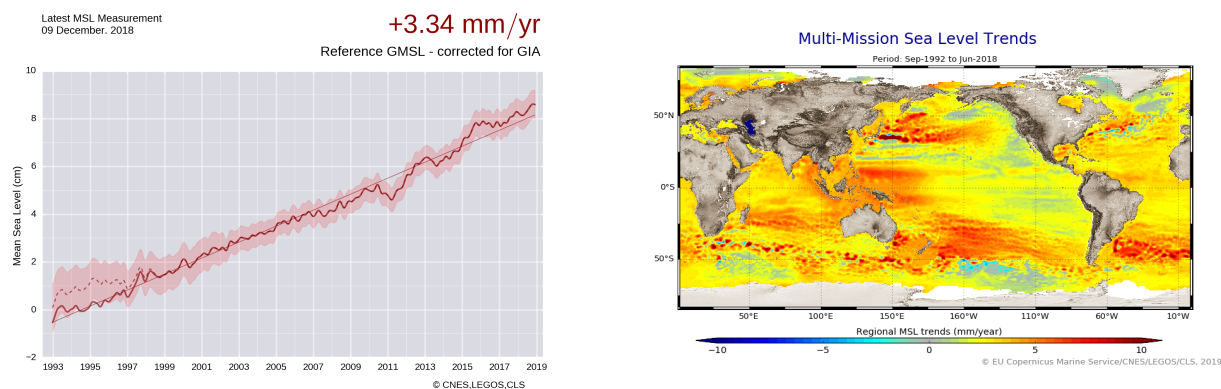 Latest MSL Measurement
09 December. 2018
+3.34 mm/yr
Reference GMSL - corrected for GIA
Mean Sea Level (cm)
10
8
6
4
2
0
−2
1993 1995 1997 1999 2001 2003 2005 2007 2009 2011 2013 2015 2017 2019
© CNES,LEGOS,CLS
Multi-Mission Sea Level Trends
Period: Sep-1992 to Jun-2018
50°N
0°S
50°S
50°E 100°E 150°E 160°W 110°W 60°W 10°W
Regional MSL trends (mm/year)
−10 −5 0 5 10
© EU Copernicus Marine Service/CNES/LEGOS/CLS, 2019